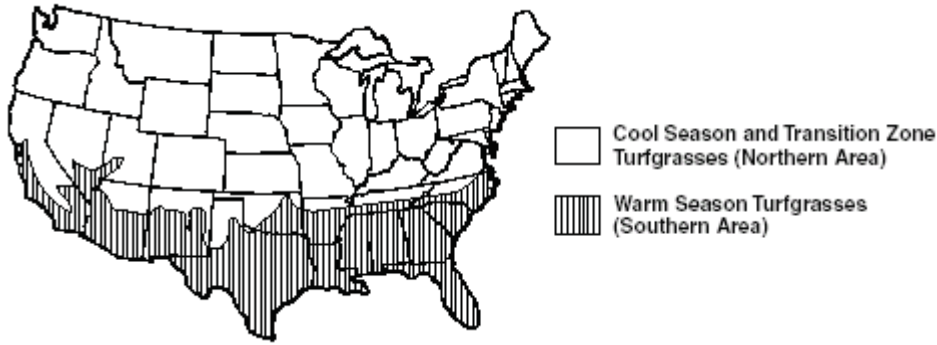 Cool Season and Transition Zone
Turfgrasses (Northern Area)
Warm Season Turfgrasses
(Southern Area)